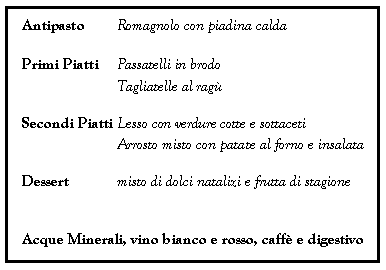 Antipasto Romagnolo con piadina calda
Primi Piatti Passatelli in brodo
Tagliatelle al ragù
Secondi Piatti Lesso con verdure cotte e sottaceti
Arrosto misto con patate al forno e insalata
Dessert misto di dolci natalizi e frutta di stagione
Acque Minerali, vino bianco e rosso, caffè e digestivo